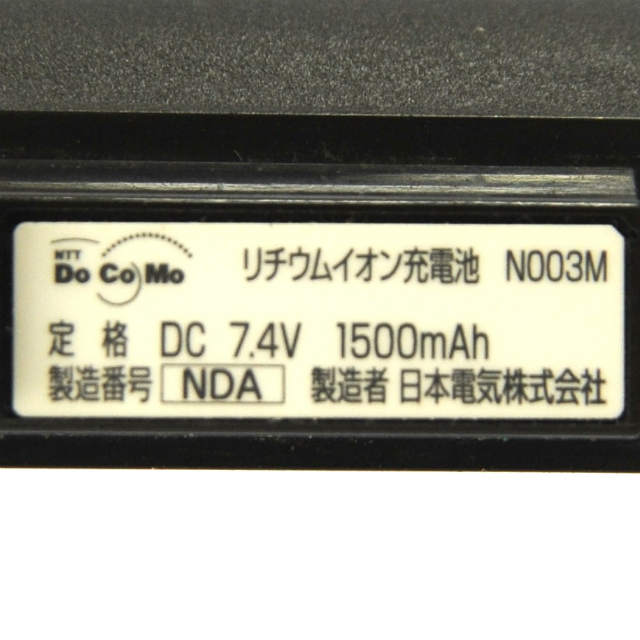 NTT
DoCoMo リチウムイオン充電池 N003M
定格 DC 7.4V 1500mAh
製造番号 NDA 製造者 日本電気株式会社